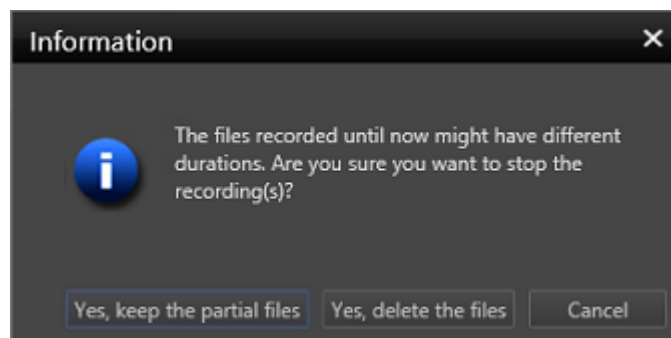 Information
The files recorded until now might have different
durations. Are you sure you want to stop the
recording(s)?
Yes, keep the partial files
Yes, delete the files
Cancel